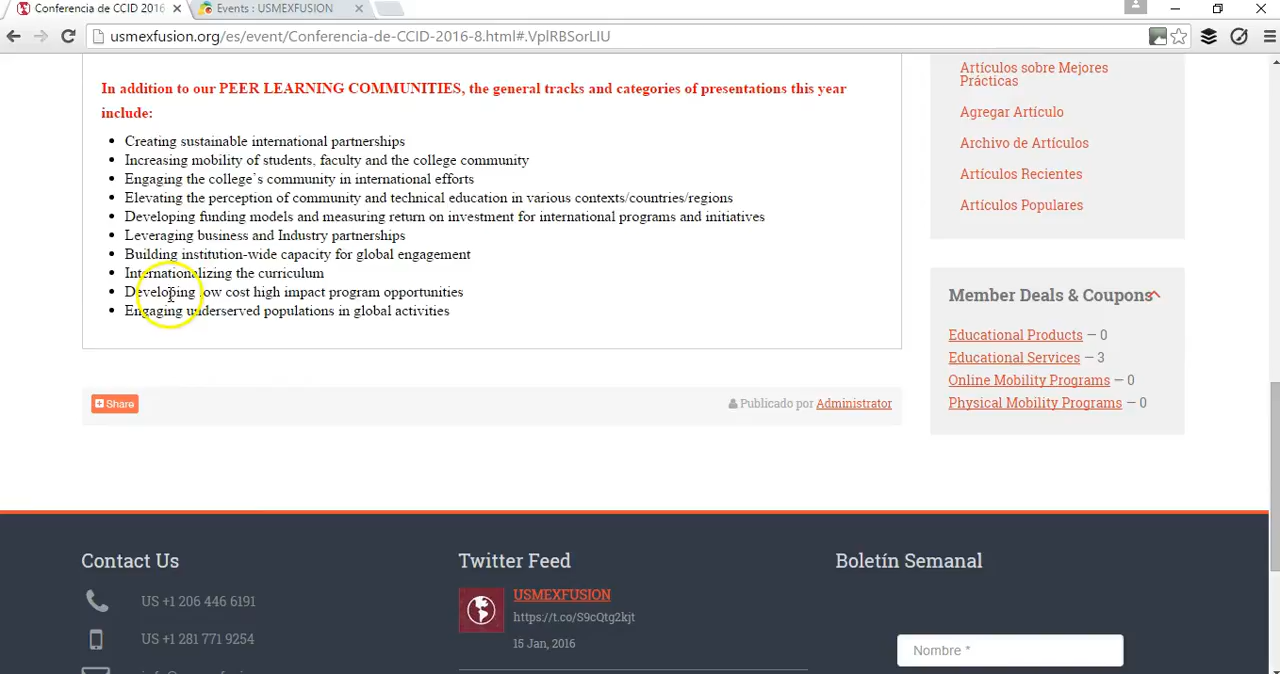 Conferencia de CCID 2016
Events : USMEXFUSION
usmexfusion.org/es/event/Conferencia-de-CCID-2016-8.html#.VplRBSorLIU
In addition to our PEER LEARNING COMMUNITIES, the general tracks and categories of presentations this year
include:
Creating sustainable international partnerships
Increasing mobility of students, faculty and the college community
Engaging the college's community in international efforts
Elevating the perception of community and technical education in various contexts/countries/regions
Developing funding models and measuring return on investment for international programs and initiatives
Leveraging business and Industry partnerships
Building institution-wide capacity for global engagement
Internationalizing the curriculum
Developing low cost high impact program opportunities
Engaging underserved populations in global activities
Share
Publicado por Administrator
Artículos sobre Mejores
Prácticas
Agregar Artículo
Archivo de Artículos
Artículos Recientes
Artículos Populares
Member Deals & Coupons
Educational Products — 0
Educational Services — 3
Online Mobility Programs — 0
Physical Mobility Programs — 0
Contact Us
US +1 206 446 6191
US +1 281 771 9254
Twitter Feed
USMEXFUSION
https://t.co/S9cQtg2kjt
15 Jan, 2016
Boletín Semanal
Nombre *